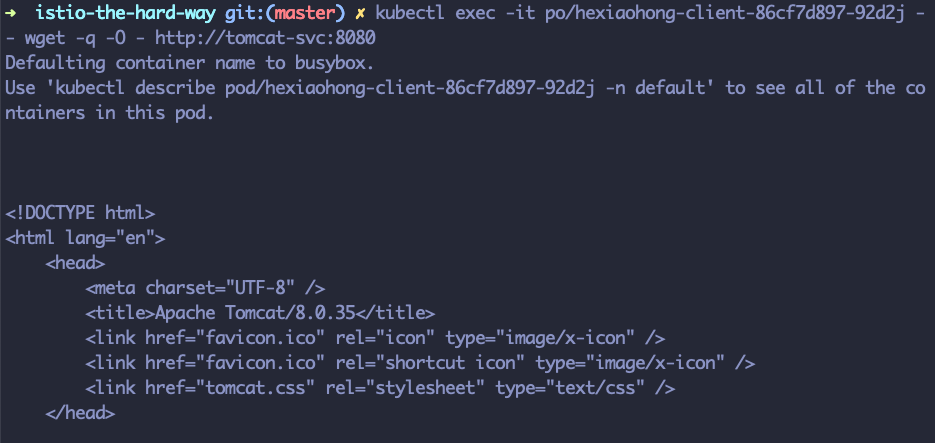 ➜  istio-the-hard-way git:(master) ✗ kubectl exec -it po/hexiaohong-client-86cf7d897-92d2j -
- wget -q -O - http://tomcat-svc:8080
Defaulting container name to busybox.
Use 'kubectl describe pod/hexiaohong-client-86cf7d897-92d2j -n default' to see all of the co
ntainers in this pod.
<!DOCTYPE html>
<html lang="en">
    <head>
        <meta charset="UTF-8" />
        <title>Apache Tomcat/8.0.35</title>
        <link href="favicon.ico" rel="icon" type="image/x-icon" />
        <link href="favicon.ico" rel="shortcut icon" type="image/x-icon" />
        <link href="tomcat.css" rel="stylesheet" type="text/css" />
    </head>